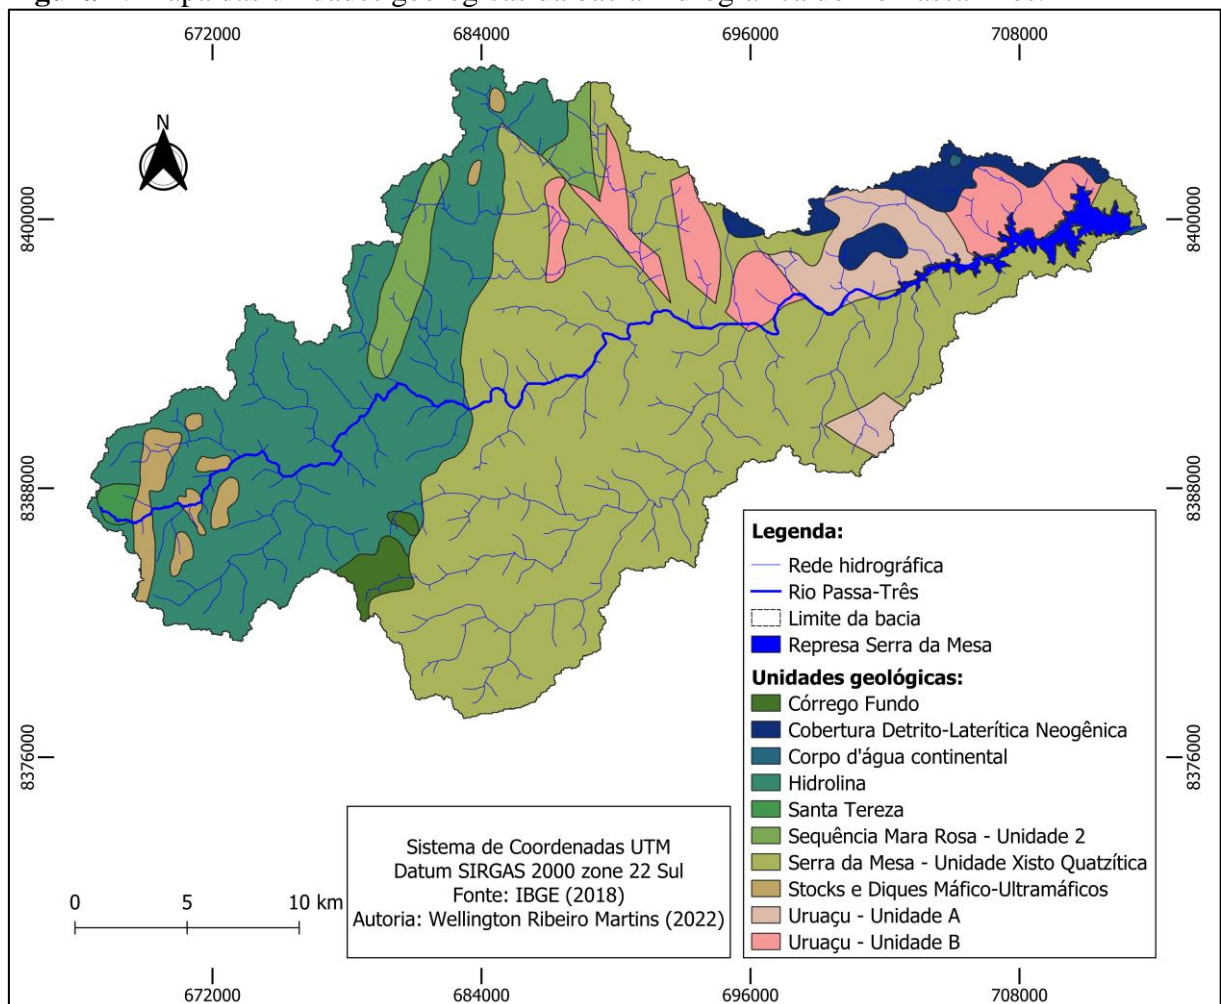 672000 684000 696000 708000
N
8400000 8400000
8388000 8388000
8376000 8376000
Legenda:
Rede hidrográfica
Rio Passa-Três
Limite da bacia
Represa Serra da Mesa
Unidades geológicas:
Córrego Fundo
Cobertura Detrito-Laterítica Neogênica
Corpo d'água continental
Hidrolina
Santa Tereza
Sequência Mara Rosa - Unidade 2
Serra da Mesa - Unidade Xisto Quatzítica
Stocks e Diques Máfico-Ultramáficos
Uruaçu - Unidade A
Uruaçu - Unidade B
Sistema de Coordenadas UTM
Datum SIRGAS 2000 zone 22 Sul
Fonte: IBGE (2018)
Autoria: Wellington Ribeiro Martins (2022)
0 5 10 km
672000 684000 696000 708000